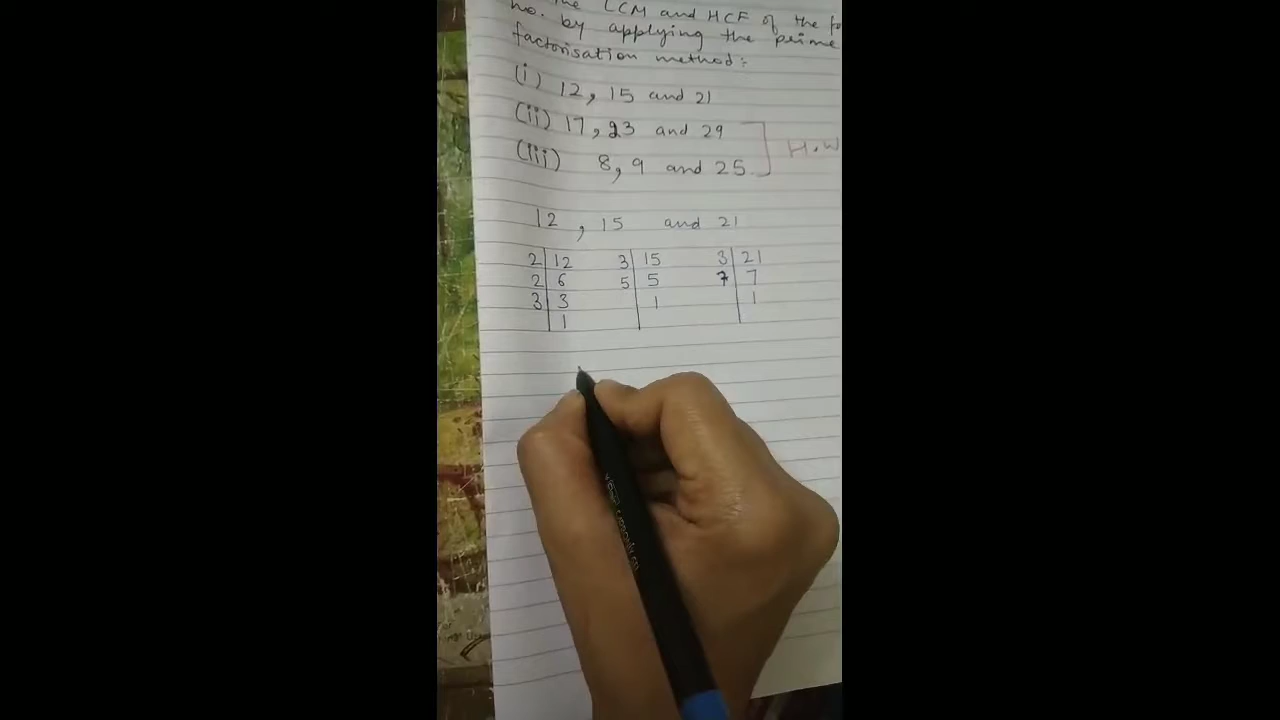 LCM and HCF of the
no. by applying the prime
factorisation method:
(i) 12, 15 and 21
(ii) 17, 23 and 29
(iii) 8, 9 and 25
H.W
12 , 15 and 21
2 12 3 15 3 21
2 6 5 5 7 7
3 3 1 1
1